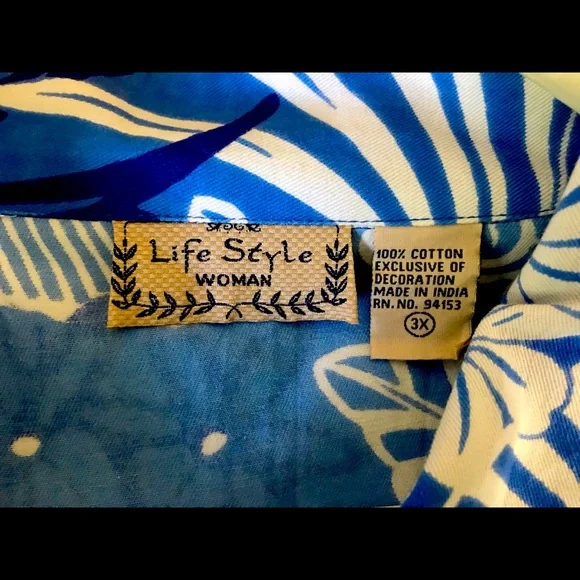 Life Style
WOMAN
100% COTTON
EXCLUSIVE OF
DECORATION
MADE IN INDIA
RN. NO. 94153
3X